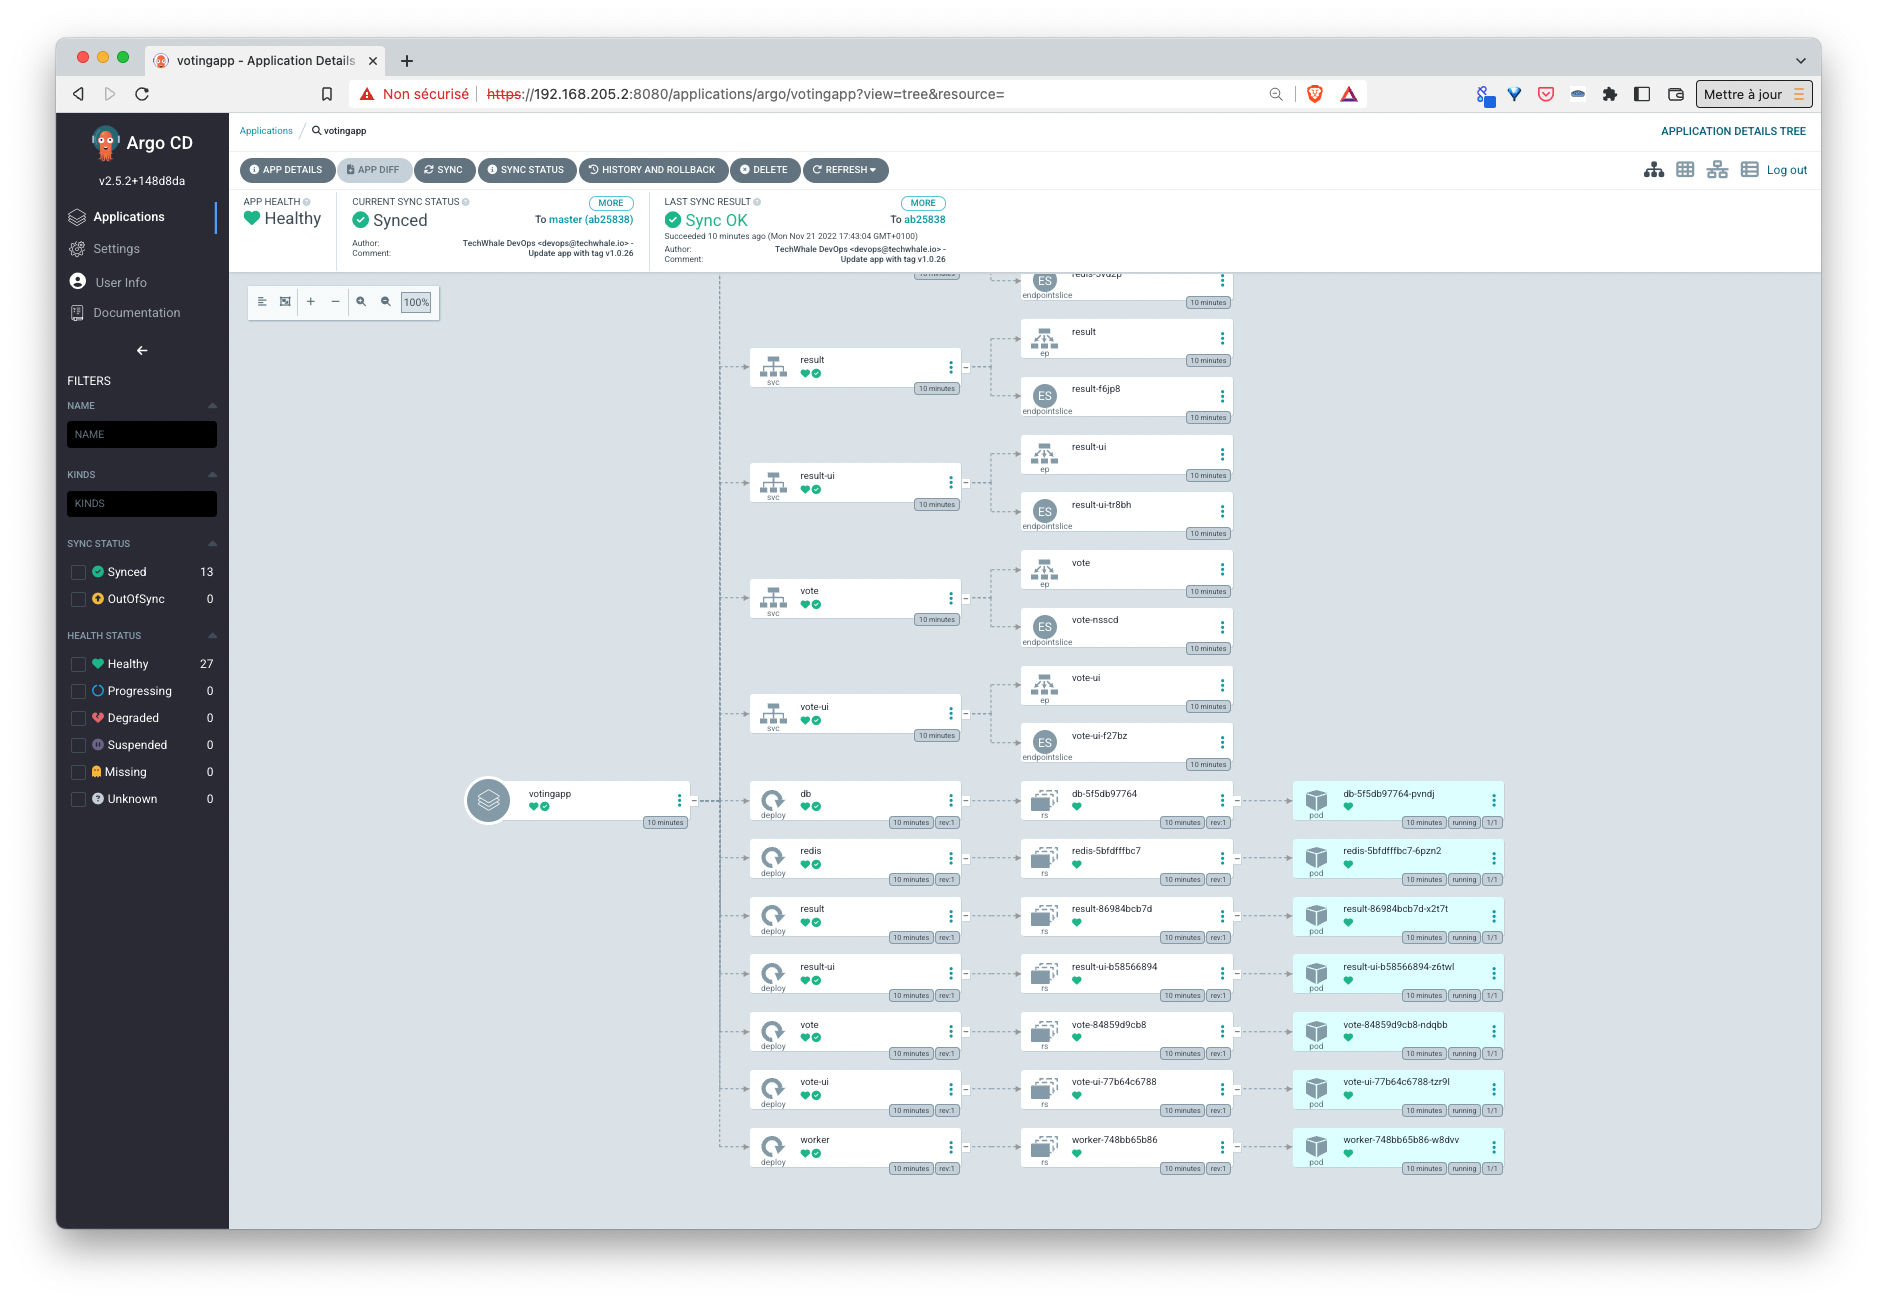 votingapp - Application Details
Non sécurisé https://192.168.205.2:8080/applications/argo/votingapp?view=tree&resource=
Mettre à jour
Argo CD
v2.5.2+148d8da
Applications
Settings
User Info
Documentation
FILTERS
NAME
NAME
KINDS
KINDS
SYNC STATUS
Synced 13
OutOfSync 0
HEALTH STATUS
Healthy 27
Progressing 0
Degraded 0
Suspended 0
Missing 0
Unknown 0
Applications / votingapp
APPLICATION DETAILS TREE
APP DETAILS APP DIFF SYNC SYNC STATUS HISTORY AND ROLLBACK DELETE REFRESH
Log out
APP HEALTH
Healthy
CURRENT SYNC STATUS MORE
Synced To master (ab25838)
Author: TechWhale DevOps <devops@techwhale.io> -
Comment: Update app with tag v1.0.26
LAST SYNC RESULT MORE
Sync OK To ab25838
Succeeded 10 minutes ago (Mon Nov 21 2022 17:43:04 GMT+0100)
Author: TechWhale DevOps <devops@techwhale.io> -
Comment: Update app with tag v1.0.26
100%
10 minutes
ES
endpointslice
10 minutes
result
svc
10 minutes
result
ep
10 minutes
ES
result-f6jp8
endpointslice
10 minutes
result-ui
svc
10 minutes
result-ui
ep
10 minutes
ES
result-ui-tr8bh
endpointslice
10 minutes
vote
svc
10 minutes
vote
ep
10 minutes
ES
vote-nsscd
endpointslice
10 minutes
vote-ui
svc
10 minutes
vote-ui
ep
10 minutes
ES
vote-ui-f27bz
endpointslice
10 minutes
votingapp
10 minutes
db
deploy
10 minutes rev:1
db-5f5db97764
rs
10 minutes rev:1
db-5f5db97764-pvndj
pod
10 minutes running 1/1
redis
deploy
10 minutes rev:1
redis-5bfdfffbc7
rs
10 minutes rev:1
redis-5bfdfffbc7-6pzn2
pod
10 minutes running 1/1
result
deploy
10 minutes rev:1
result-86984bcb7d
rs
10 minutes rev:1
result-86984bcb7d-x2t7t
pod
10 minutes running 1/1
result-ui
deploy
10 minutes rev:1
result-ui-b58566894
rs
10 minutes rev:1
result-ui-b58566894-z6twl
pod
10 minutes running 1/1
vote
deploy
10 minutes rev:1
vote-84859d9cb8
rs
10 minutes rev:1
vote-84859d9cb8-ndqbb
pod
10 minutes running 1/1
vote-ui
deploy
10 minutes rev:1
vote-ui-77b64c6788
rs
10 minutes rev:1
vote-ui-77b64c6788-tzr9l
pod
10 minutes running 1/1
worker
deploy
10 minutes rev:1
worker-748bb65b86
rs
10 minutes rev:1
worker-748bb65b86-w8dvv
pod
10 minutes running 1/1